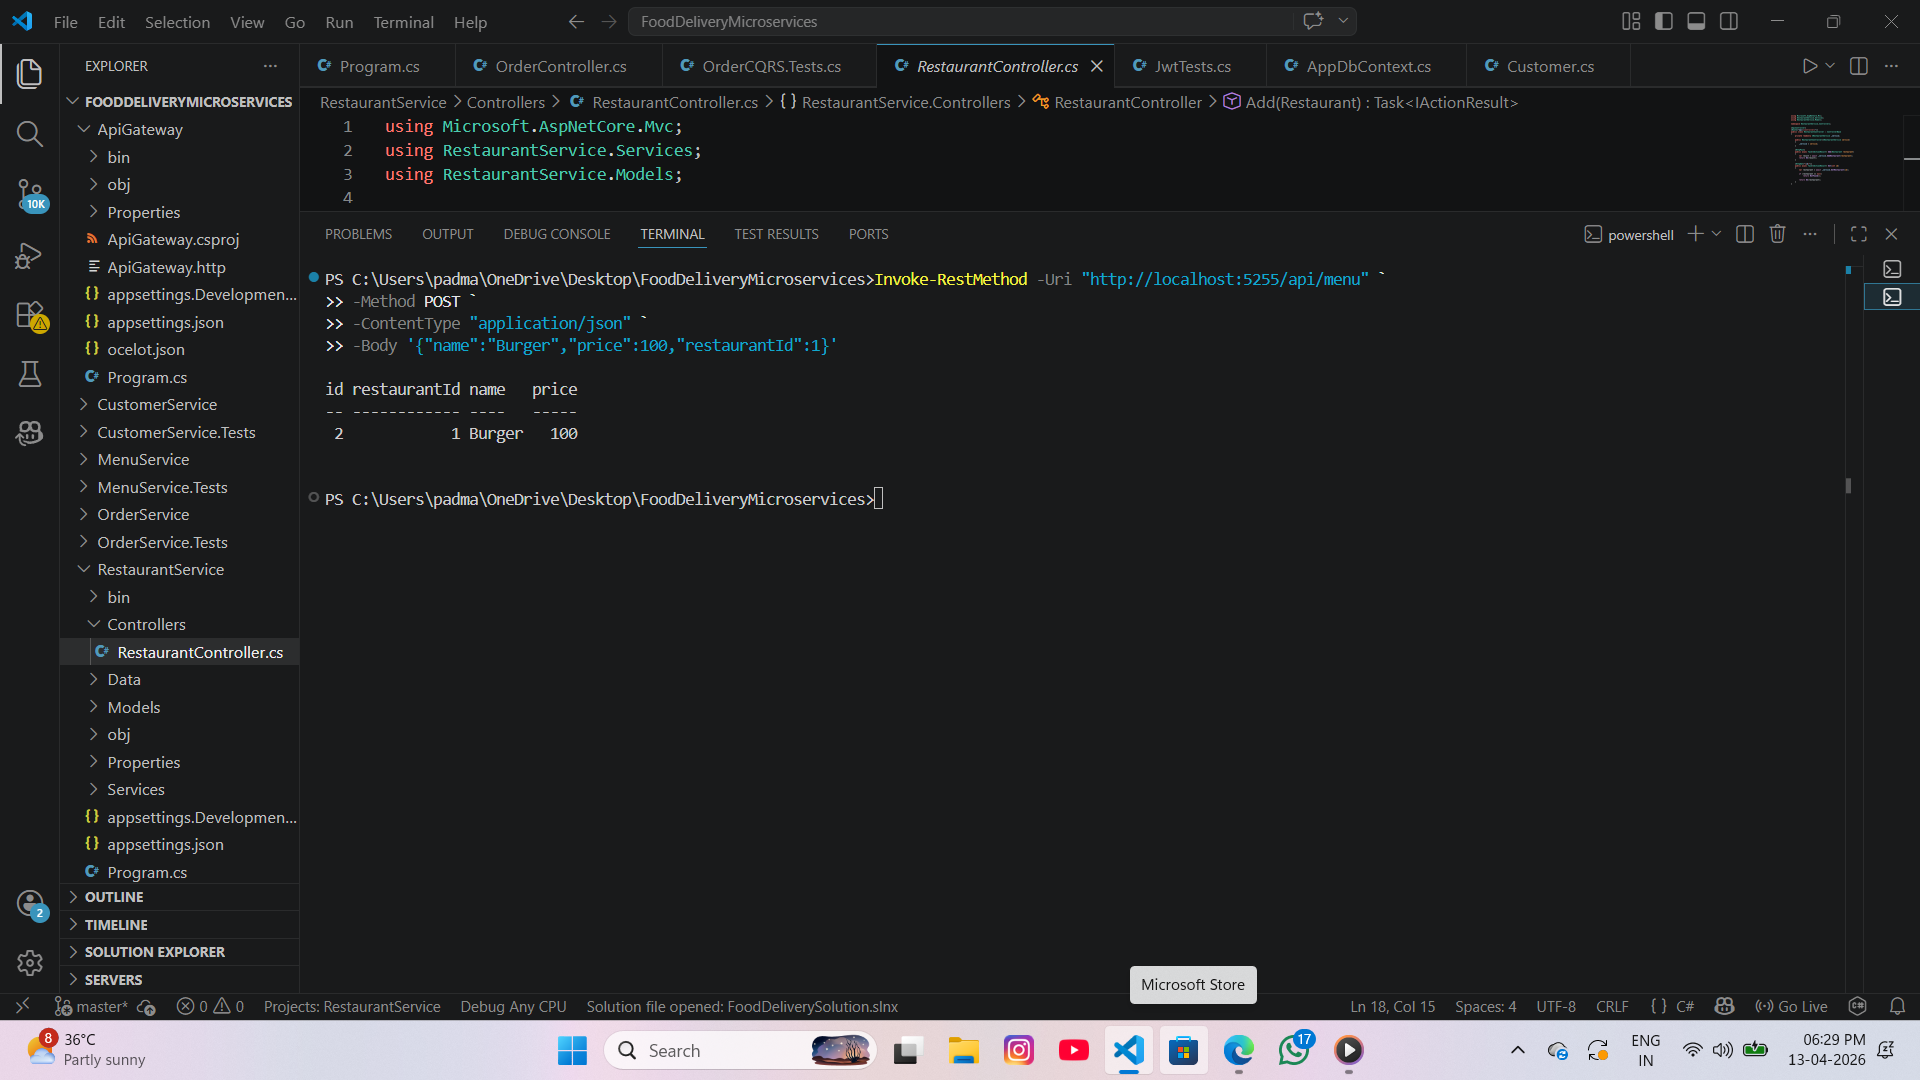 File Edit Selection View Go Run Terminal Help
FoodDeliveryMicroservices
EXPLORER
FOODDELIVERYMICROSERVICES
ApiGateway
bin
obj
Properties
ApiGateway.csproj
ApiGateway.http
appsettings.Developmen...
appsettings.json
ocelot.json
Program.cs
CustomerService
CustomerService.Tests
MenuService
MenuService.Tests
OrderService
OrderService.Tests
RestaurantService
bin
Controllers
RestaurantController.cs
Data
Models
obj
Properties
Services
appsettings.Developmen...
appsettings.json
Program.cs
OUTLINE
TIMELINE
SOLUTION EXPLORER
SERVERS
10K
2
Program.cs OrderController.cs OrderCQRS.Tests.cs RestaurantController.cs JwtTests.cs AppDbContext.cs Customer.cs
RestaurantService > Controllers > RestaurantController.cs > {} RestaurantService.Controllers > RestaurantController > Add(Restaurant) : Task<IActionResult>
1 using Microsoft.AspNetCore.Mvc;
2 using RestaurantService.Services;
3 using RestaurantService.Models;
4
PROBLEMS OUTPUT DEBUG CONSOLE TERMINAL TEST RESULTS PORTS
powershell
PS C:\Users\padma\OneDrive\Desktop\FoodDeliveryMicroservices>Invoke-RestMethod -Uri "http://localhost:5255/api/menu" `
>> -Method POST `
>> -ContentType "application/json" `
>> -Body '{"name":"Burger","price":100,"restaurantId":1}'
id restaurantId name price
-- ------------ ---- -----
2 1 Burger 100
PS C:\Users\padma\OneDrive\Desktop\FoodDeliveryMicroservices>
Microsoft Store
master* 0 0 Projects: RestaurantService Debug Any CPU Solution file opened: FoodDeliverySolution.slnx
Ln 18, Col 15 Spaces: 4 UTF-8 CRLF {} C# Go Live
8
36°C
Partly sunny
Search
17
ENG
IN
06:29 PM
13-04-2026